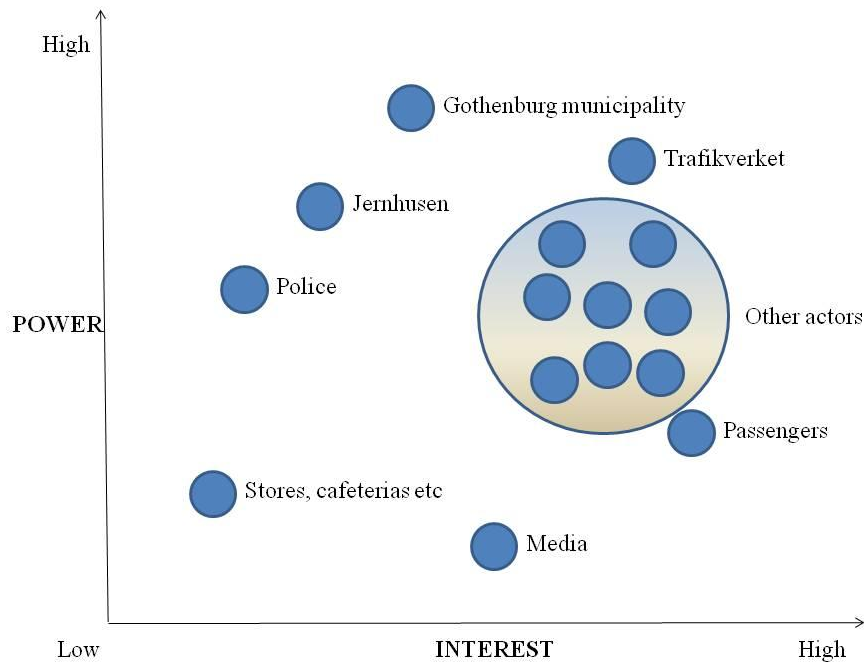 High
Gothenburg municipality
Trafikverket
Jernhusen
Police
POWER
Other actors
Passengers
Stores, cafeterias etc
Media
Low
INTEREST
High